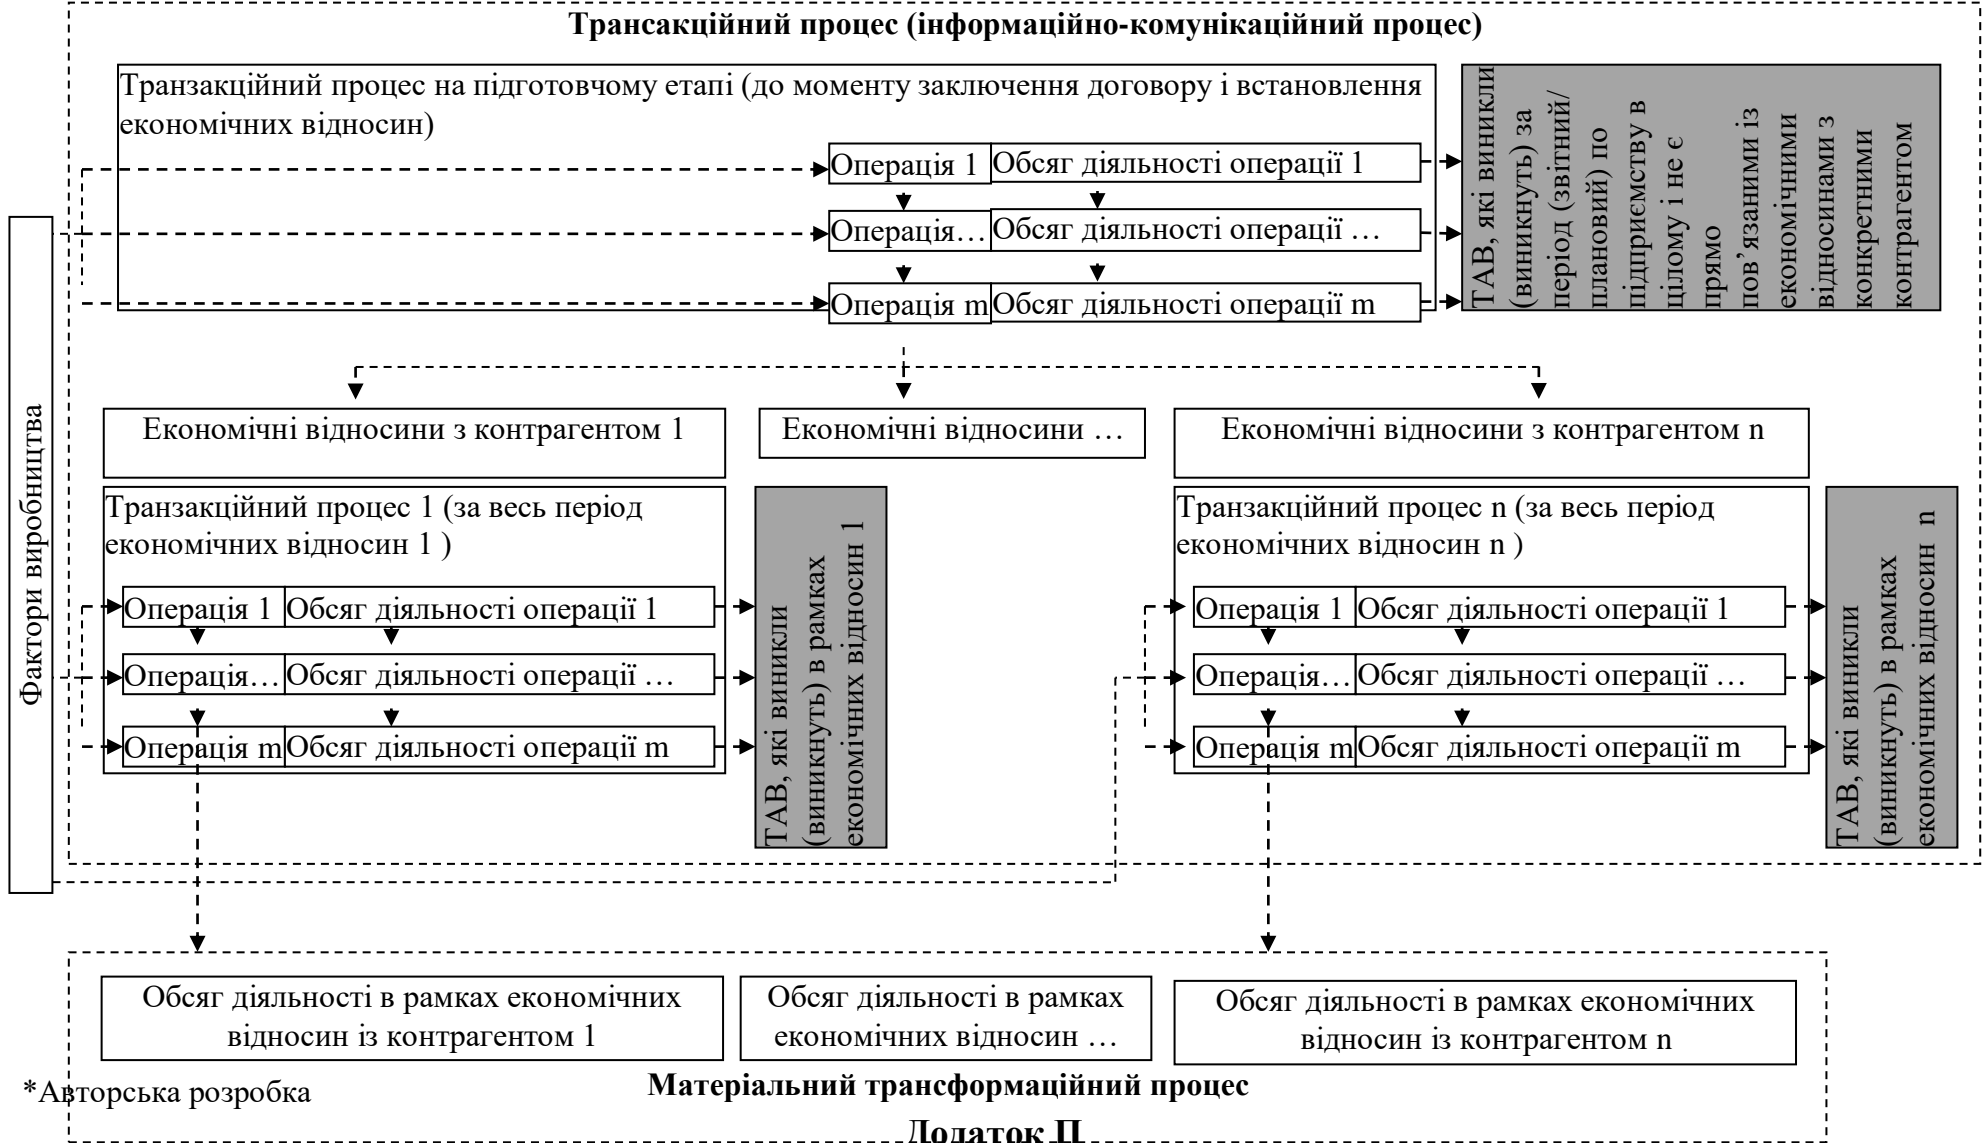 Трансакційний процес (інформаційно-комунікаційний процес)
Транзакційний процес на підготовчому етапі (до моменту заключення договору і встановлення
економічних відносин)
Операція 1
Обсяг діяльності операції 1
Операція…
Обсяг діяльності операції …
Операція m
Обсяг діяльності операції m
ТАВ, які виникли
(виникнуть) за
період (звітний/
плановий) по
підприємству в
цілому і не є
прямо
пов’язаними із
економічними
відносинами з
конкретними
контрагентом
Фактори виробництва
Економічні відносини з контрагентом 1
Економічні відносини …
Економічні відносини з контрагентом n
Транзакційний процес 1 (за весь період
економічних відносин 1 )
Операція 1
Обсяг діяльності операції 1
Операція…
Обсяг діяльності операції …
Операція m
Обсяг діяльності операції m
ТАВ, які виникли
(виникнуть) в рамках
економічних відносин 1
Транзакційний процес n (за весь період
економічних відносин n )
Операція 1
Обсяг діяльності операції 1
Операція…
Обсяг діяльності операції …
Операція m
Обсяг діяльності операції m
ТАВ, які виникли
(виникнуть) в рамках
економічних відносин n
Обсяг діяльності в рамках економічних
відносин із контрагентом 1
Обсяг діяльності в рамках
економічних відносин …
Обсяг діяльності в рамках економічних
відносин із контрагентом n
Матеріальний трансформаційний процес
*Авторська розробка
Додаток П